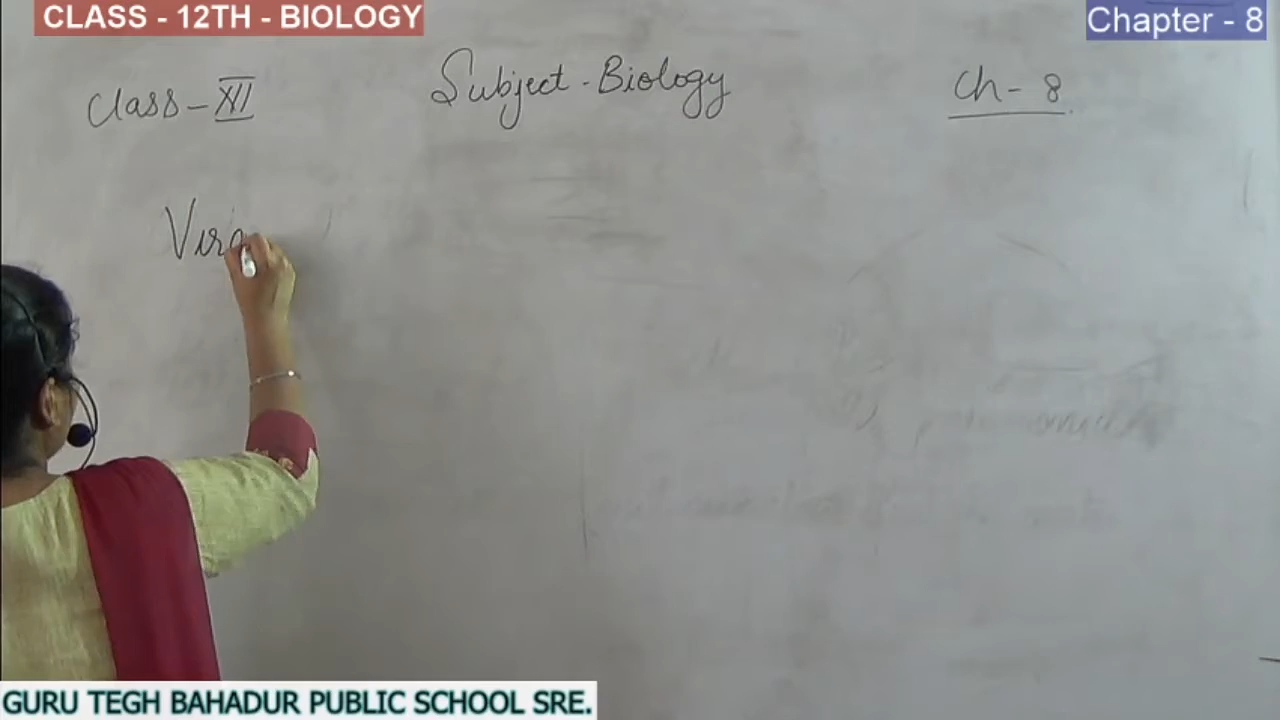 CLASS - 12TH - BIOLOGY
Chapter - 8
Class - XII
Subject - Biology
Ch - 8
GURU TEGH BAHADUR PUBLIC SCHOOL SRE.